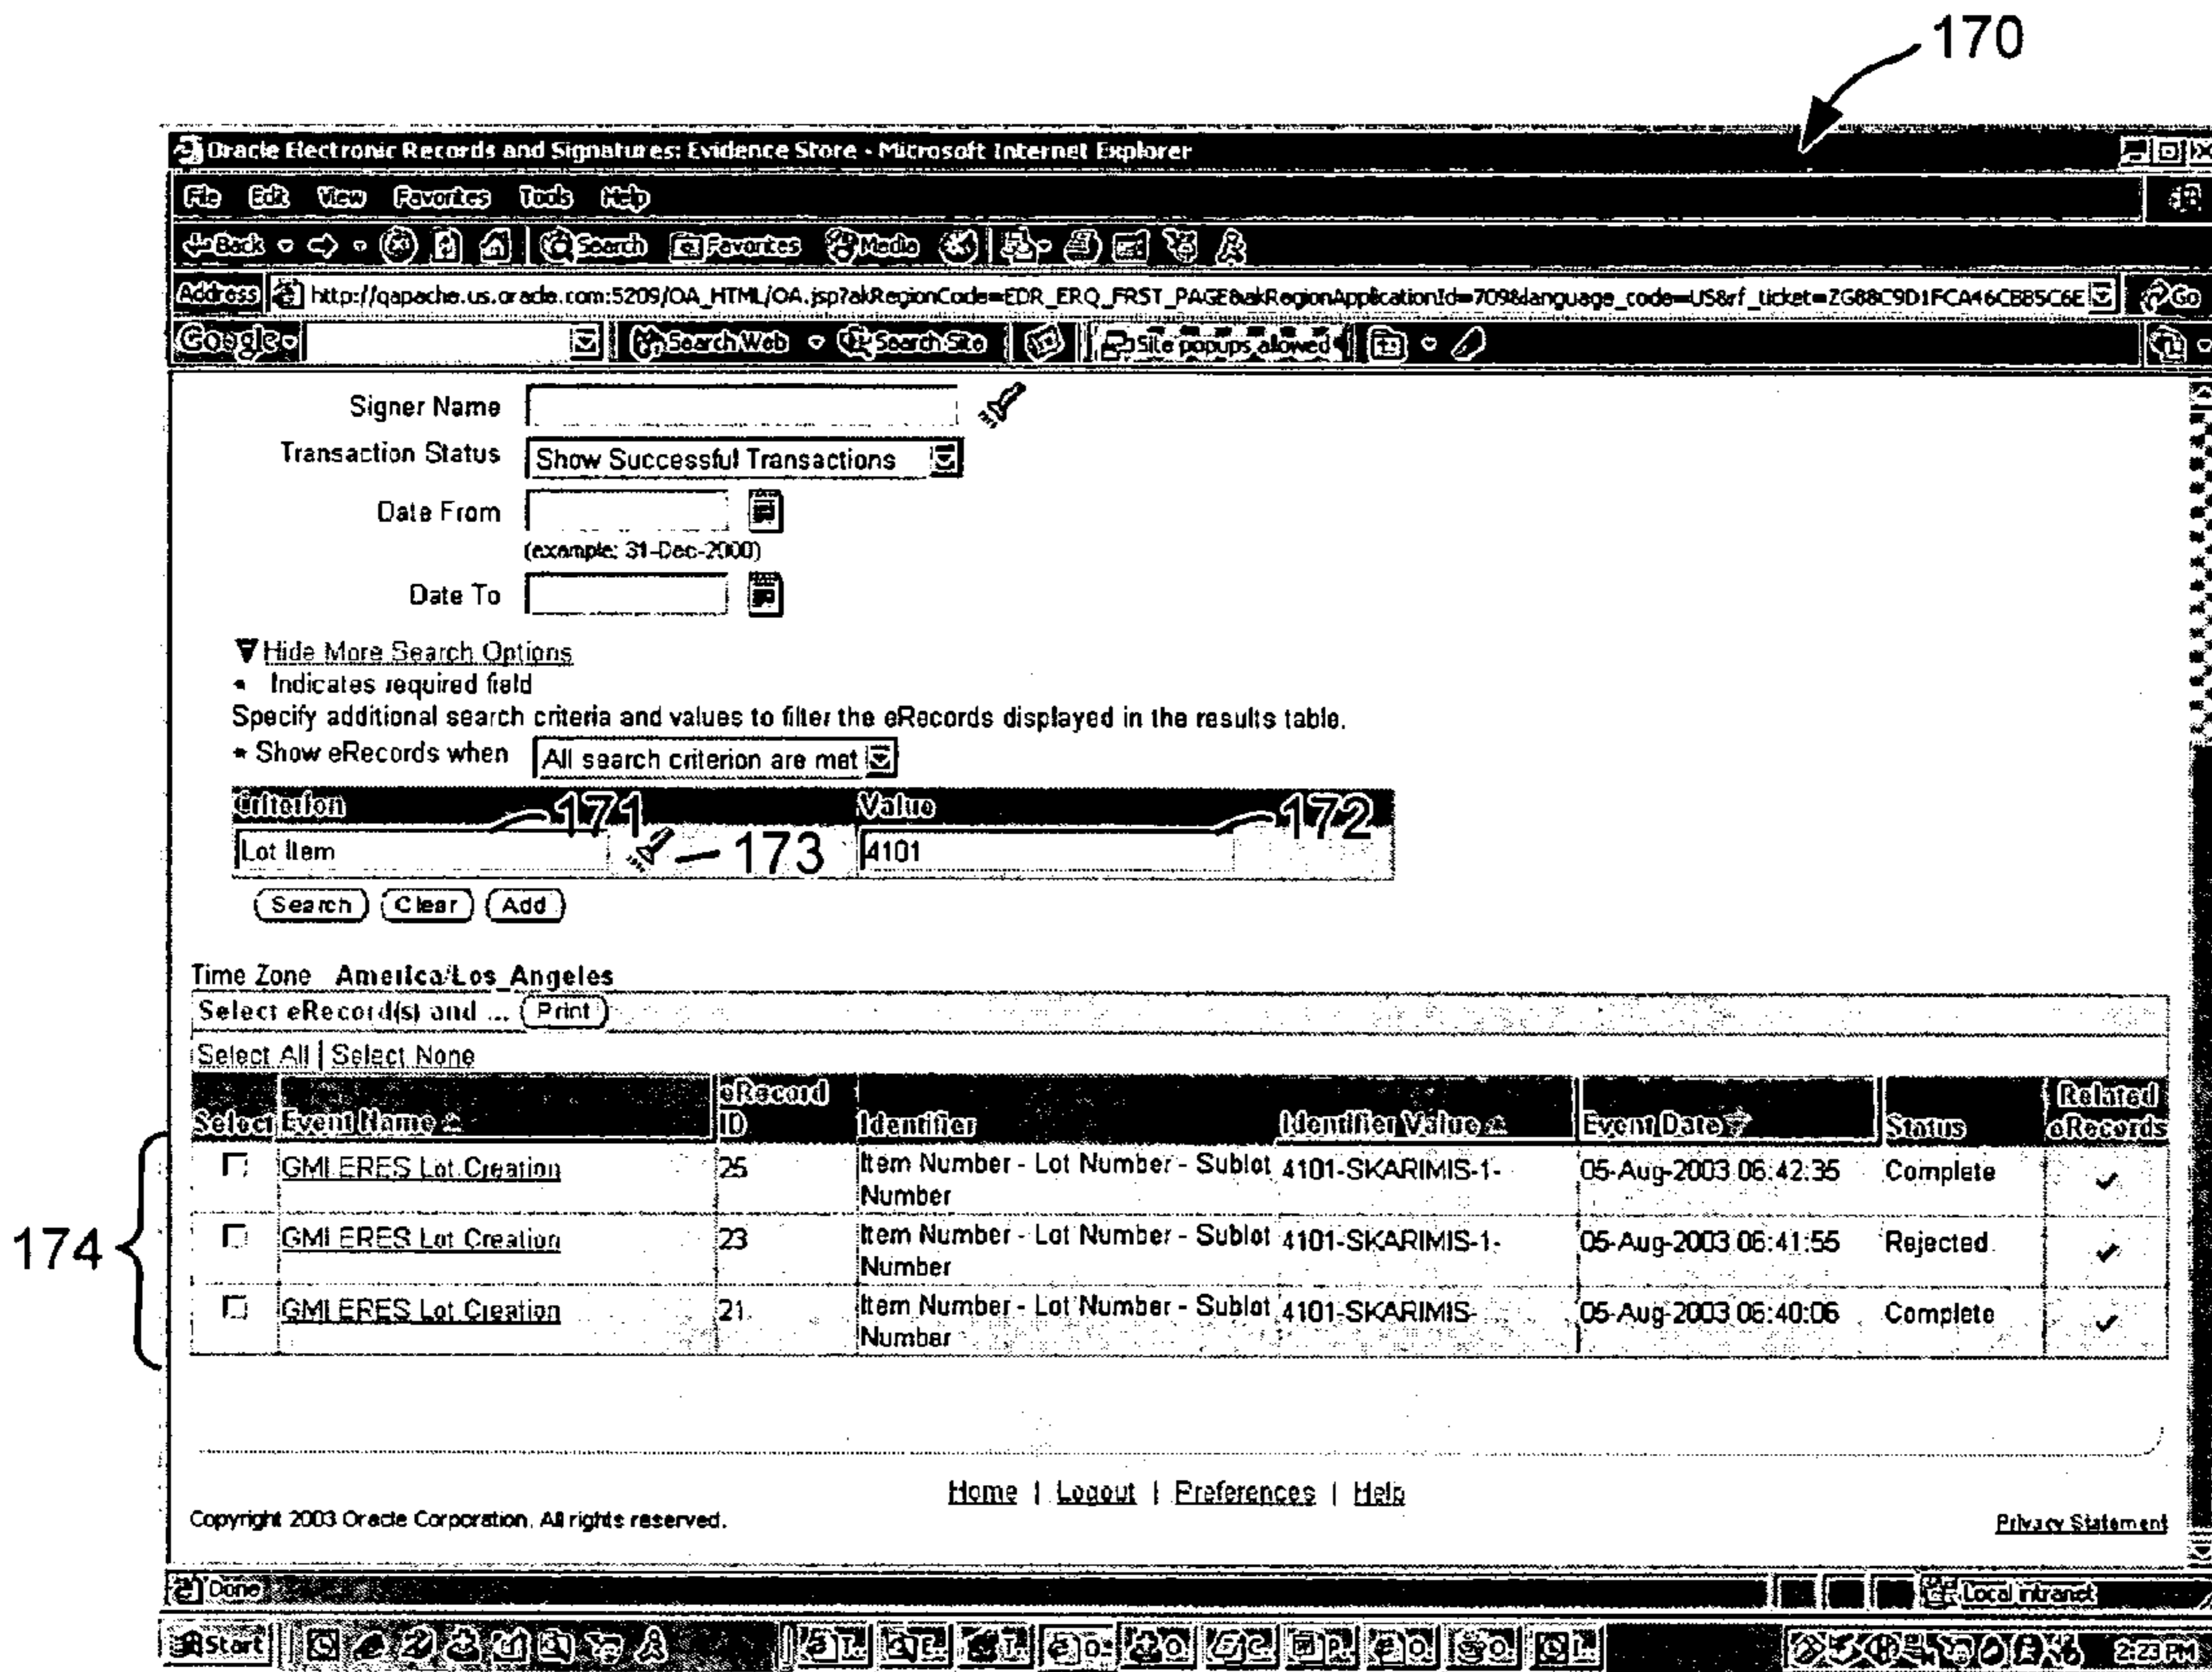 170
Oracle Electronic Records and Signatures: Evidence Store - Microsoft Internet Explorer
File Edit View Favorites Tools Help
Back Search Favorites Media
Address http://qapache.us.oracle.com:5209/OA_HTML/OA.jsp?akRegionCode=EDR_ERQ_FRST_PAGE&akRegionApplicationId=709&language_code=US&rf_ticket=ZG88C9D1FCA46CB85C6E Go
Google Search Web Search Site Site popups allowed
Signer Name
Transaction Status Show Successful Transactions
Date From
(example: 31-Dec-2000)
Date To
Hide More Search Options
* Indicates required field
Specify additional search criteria and values to filter the eRecords displayed in the results table.
* Show eRecords when All search criterion are met
Criterion 171 Value 172
Lot Item 173 4101
Search Clear Add
Time Zone America/Los_Angeles
Select eRecord(s) and ... Print
Select All | Select None
Select Event Name eRecord ID Identifier Identifier Value Event Date Status Related eRecords
174
GMI ERES Lot Creation 25 Item Number - Lot Number - Sublot Number 4101-SKARIMIS-1- 05-Aug-2003 06:42:35 Complete
GMI ERES Lot Creation 23 Item Number - Lot Number - Sublot Number 4101-SKARIMIS-1- 05-Aug-2003 06:41:55 Rejected
GMI ERES Lot Creation 21 Item Number - Lot Number - Sublot Number 4101-SKARIMIS- 05-Aug-2003 06:40:06 Complete
Home | Logout | Preferences | Help
Copyright 2003 Oracle Corporation. All rights reserved. Privacy Statement
Done Local intranet
Start T... E... T... O... O... C... P... O... O... I... 2:23 PM